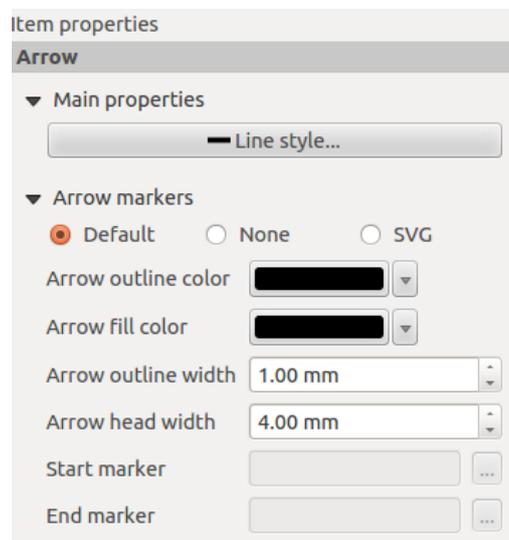 Item properties
Arrow
Main properties
Line style...
Arrow markers
Default None SVG
Arrow outline color
Arrow fill color
Arrow outline width 1.00 mm
Arrow head width 4.00 mm
Start marker ...
End marker ...